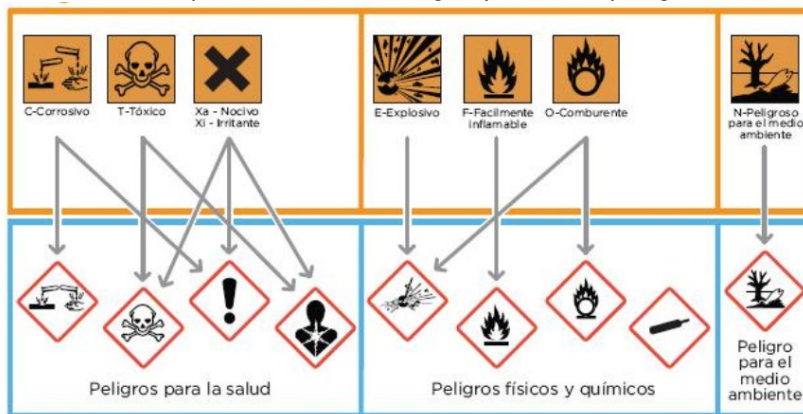 C-Corrosivo
T-Tóxico
Xa - Nocivo
Xi - Irritante
E-Explosivo
F-Facilmente
inflamable
O-Comburente
N-Peligroso
para el medio
ambiente
Peligros para la salud
Peligros físicos y químicos
Peligro
para el
medio
ambiente